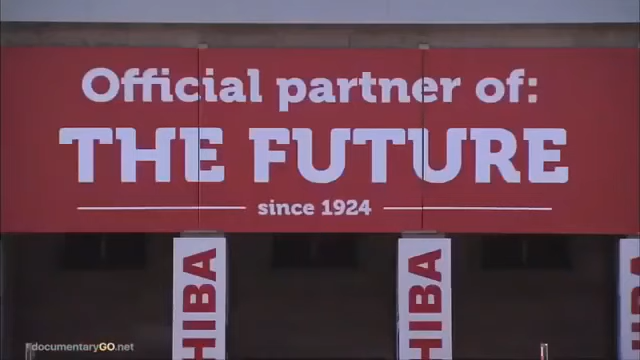 Official partner of:
THE FUTURE
since 1924
HIBA
HIBA
documentaryGO.net